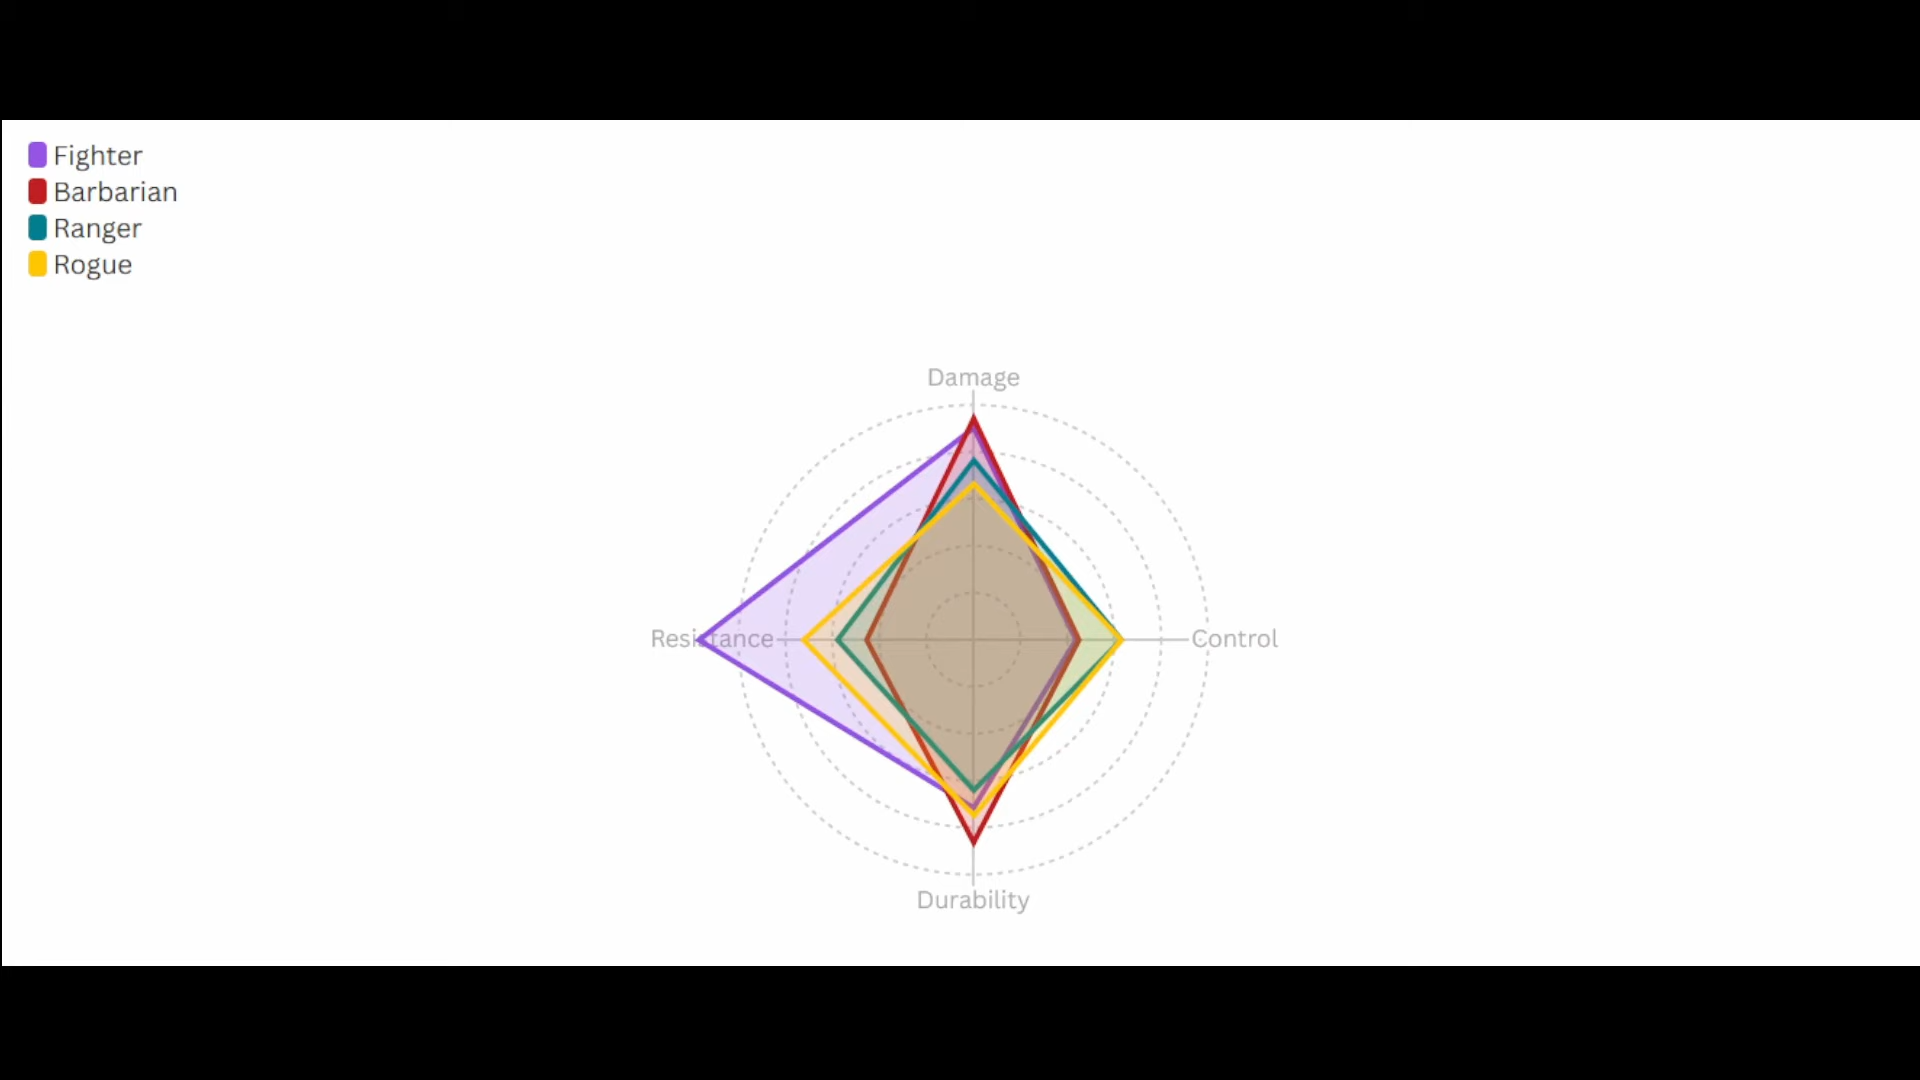 Fighter
Barbarian
Ranger
Rogue
Damage
Resistance
Control
Durability